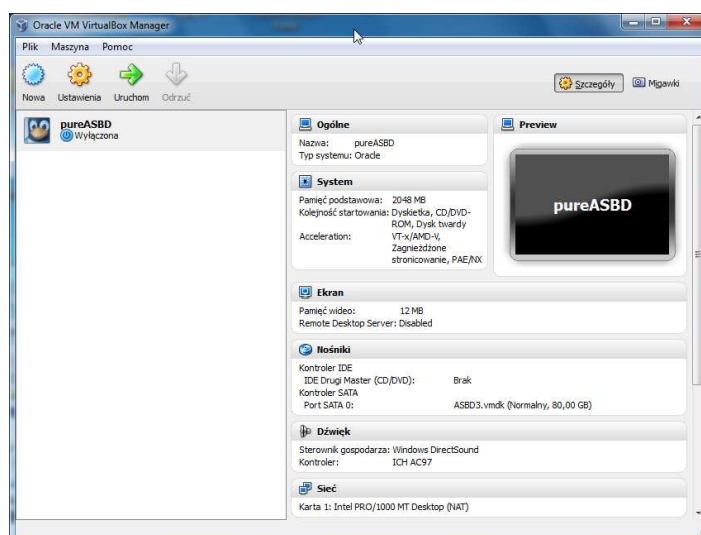 Oracle VM VirtualBox Manager
Plik Maszyna Pomoc
Nowa Ustawienia Uruchom Odrzuć
Szczegóły Migawki
pureASBD
Wyłączona
Ogólne
Nazwa: pureASBD
Typ systemu: Oracle
System
Pamięć podstawowa: 2048 MB
Kolejność startowania: Dyskietka, CD/DVD-
ROM, Dysk twardy
Acceleration: VT-x/AMD-V,
Zagnieżdżone
stronicowanie, PAE/NX
Preview
pureASBD
Ekran
Pamięć wideo: 12 MB
Remote Desktop Server: Disabled
Nośniki
Kontroler IDE
IDE Drugi Master (CD/DVD): Brak
Kontroler SATA
Port SATA 0: ASBD3.vmdk (Normalny, 80,00 GB)
Dźwięk
Sterownik gospodarza: Windows DirectSound
Kontroler: ICH AC97
Sieć
Karta 1: Intel PRO/1000 MT Desktop (NAT)